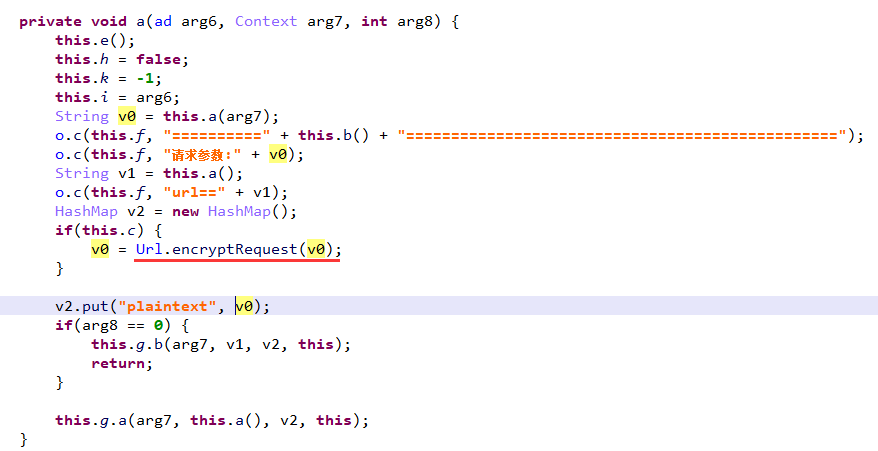 private void a(ad arg6, Context arg7, int arg8) {
    this.e();
    this.h = false;
    this.k = -1;
    this.i = arg6;
    String v0 = this.a(arg7);
    o.c(this.f, "==========" + this.b() + "================================================");
    o.c(this.f, "请求参数:" + v0);
    String v1 = this.a();
    o.c(this.f, "url==" + v1);
    HashMap v2 = new HashMap();
    if(this.c) {
        v0 = Url.encryptRequest(v0);
    }

    v2.put("plaintext", v0);
    if(arg8 == 0) {
        this.g.b(arg7, v1, v2, this);
        return;
    }

    this.g.a(arg7, this.a(), v2, this);
}